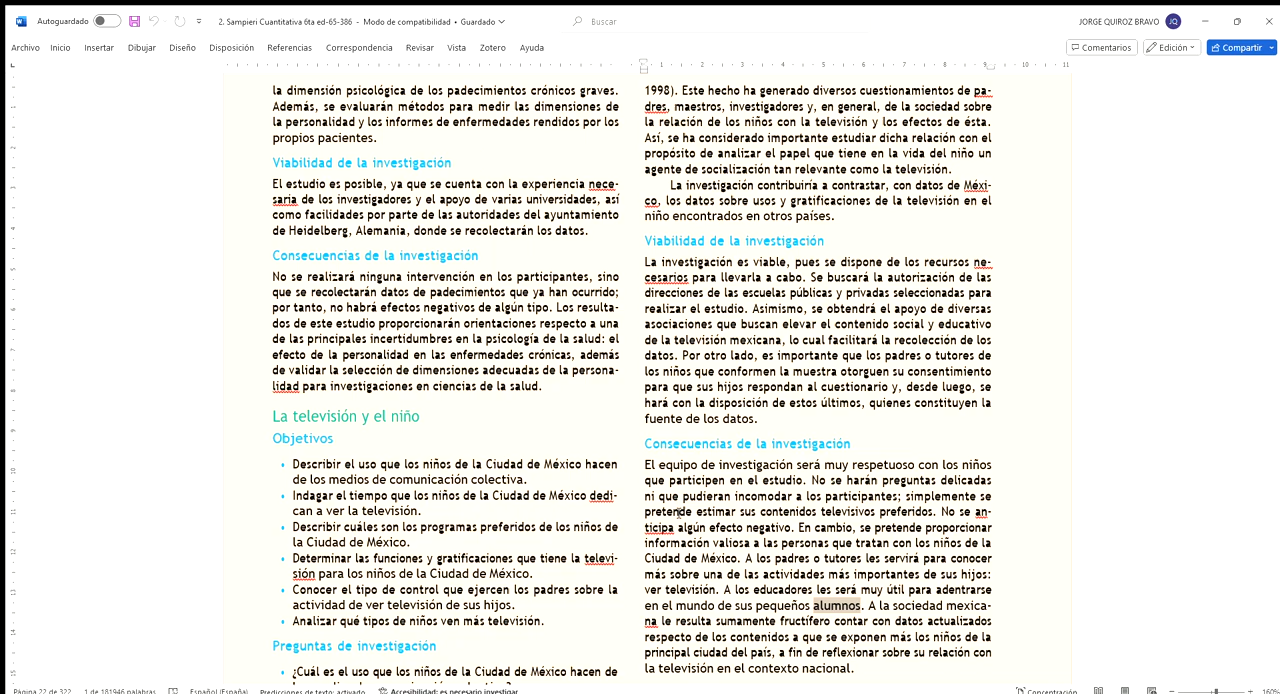 Autoguardado
2. Sampieri Cuantitativa 6ta ed-65-386 - Modo de compatibilidad • Guardado
Buscar
JORGE QUIROZ BRAVO
JQ
Archivo Inicio Insertar Dibujar Diseño Disposición Referencias Correspondencia Revisar Vista Zotero Ayuda
Comentarios Edición Compartir
1 2 3 4 5 6 7 8 9 10 11
la dimensión psicológica de los padecimientos crónicos graves.
Además, se evaluarán métodos para medir las dimensiones de
la personalidad y los informes de enfermedades rendidos por los
propios pacientes.
Viabilidad de la investigación
El estudio es posible, ya que se cuenta con la experiencia nece-
saria de los investigadores y el apoyo de varias universidades, así
como facilidades por parte de las autoridades del ayuntamiento
de Heidelberg, Alemania, donde se recolectarán los datos.
Consecuencias de la investigación
No se realizará ninguna intervención en los participantes, sino
que se recolectarán datos de padecimientos que ya han ocurrido;
por tanto, no habrá efectos negativos de algún tipo. Los resulta-
dos de este estudio proporcionarán orientaciones respecto a una
de las principales incertidumbres en la psicología de la salud: el
efecto de la personalidad en las enfermedades crónicas, además
de validar la selección de dimensiones adecuadas de la persona-
lidad para investigaciones en ciencias de la salud.
La televisión y el niño
Objetivos
• Describir el uso que los niños de la Ciudad de México hacen
de los medios de comunicación colectiva.
• Indagar el tiempo que los niños de la Ciudad de México dedi-
can a ver la televisión.
• Describir cuáles son los programas preferidos de los niños de
la Ciudad de México.
• Determinar las funciones y gratificaciones que tiene la televi-
sión para los niños de la Ciudad de México.
• Conocer el tipo de control que ejercen los padres sobre la
actividad de ver televisión de sus hijos.
• Analizar qué tipos de niños ven más televisión.
Preguntas de investigación
• ¿Cuál es el uso que los niños de la Ciudad de México hacen de
1998). Este hecho ha generado diversos cuestionamientos de pa-
dres, maestros, investigadores y, en general, de la sociedad sobre
la relación de los niños con la televisión y los efectos de ésta.
Así, se ha considerado importante estudiar dicha relación con el
propósito de analizar el papel que tiene en la vida del niño un
agente de socialización tan relevante como la televisión.
La investigación contribuiría a contrastar, con datos de Méxi-
co, los datos sobre usos y gratificaciones de la televisión en el
niño encontrados en otros países.
Viabilidad de la investigación
La investigación es viable, pues se dispone de los recursos ne-
cesarios para llevarla a cabo. Se buscará la autorización de las
direcciones de las escuelas públicas y privadas seleccionadas para
realizar el estudio. Asimismo, se obtendrá el apoyo de diversas
asociaciones que buscan elevar el contenido social y educativo
de la televisión mexicana, lo cual facilitará la recolección de los
datos. Por otro lado, es importante que los padres o tutores de
los niños que conformen la muestra otorguen su consentimiento
para que sus hijos respondan al cuestionario y, desde luego, se
hará con la disposición de estos últimos, quienes constituyen la
fuente de los datos.
Consecuencias de la investigación
El equipo de investigación será muy respetuoso con los niños
que participen en el estudio. No se harán preguntas delicadas
ni que pudieran incomodar a los participantes; simplemente se
pretende estimar sus contenidos televisivos preferidos. No se an-
ticipa algún efecto negativo. En cambio, se pretende proporcionar
información valiosa a las personas que tratan con los niños de la
Ciudad de México. A los padres o tutores les servirá para conocer
más sobre una de las actividades más importantes de sus hijos:
ver televisión. A los educadores les será muy útil para adentrarse
en el mundo de sus pequeños alumnos. A la sociedad mexica-
na le resulta sumamente fructífero contar con datos actualizados
respecto de los contenidos a que se exponen más los niños de la
principal ciudad del país, a fin de reflexionar sobre su relación con
la televisión en el contexto nacional.
Página 22 de 322 1 de 181946 palabras Español (España) Predicciones de texto: activado Accesibilidad: es necesario investigar Concentración 160%